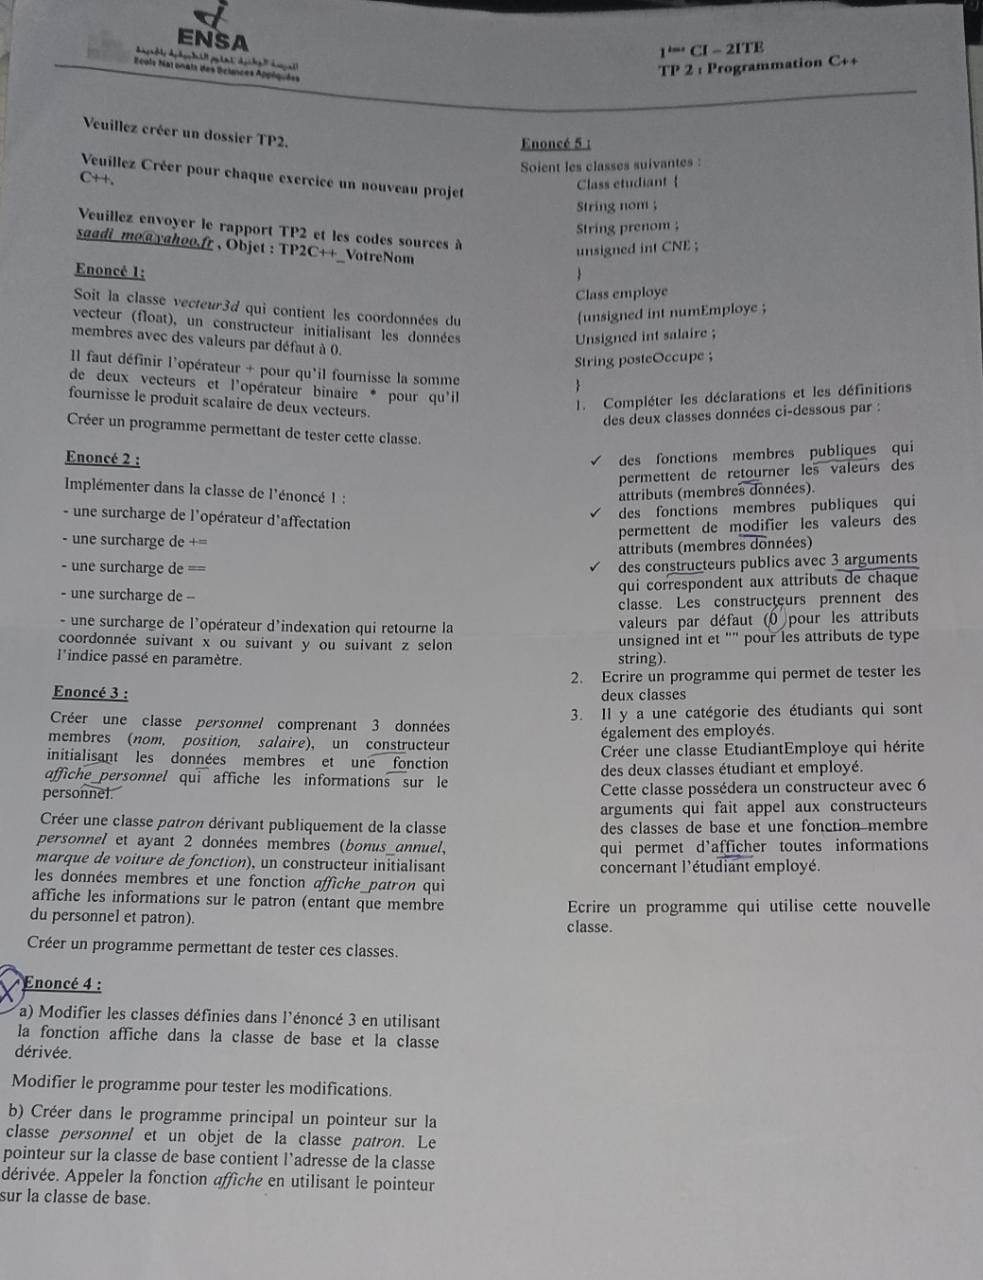 ENSA
Ecole Nationale des Sciences Appliquées
1ème CI – 2ITE
TP 2 : Programmation C++
Veuillez créer un dossier TP2.
Veuillez Créer pour chaque exercice un nouveau projet
C++.
Veuillez envoyer le rapport TP2 et les codes sources à
saadi_mo@yahoo.fr , Objet : TP2C++_VotreNom
Enoncé 1:
Soit la classe vecteur3d qui contient les coordonnées du
vecteur (float), un constructeur initialisant les données
membres avec des valeurs par défaut à 0.
Il faut définir l'opérateur + pour qu'il fournisse la somme
de deux vecteurs et l'opérateur binaire * pour qu'il
fournisse le produit scalaire de deux vecteurs.
Créer un programme permettant de tester cette classe.
Enoncé 2 :
Implémenter dans la classe de l'énoncé 1 :
- une surcharge de l'opérateur d'affectation
- une surcharge de +=
- une surcharge de ==
- une surcharge de –
- une surcharge de l'opérateur d'indexation qui retourne la
coordonnée suivant x ou suivant y ou suivant z selon
l'indice passé en paramètre.
Enoncé 3 :
Créer une classe personnel comprenant 3 données
membres (nom, position, salaire), un constructeur
initialisant les données membres et une fonction
affiche_personnel qui affiche les informations sur le
personnel.
Créer une classe patron dérivant publiquement de la classe
personnel et ayant 2 données membres (bonus_annuel,
marque de voiture de fonction), un constructeur initialisant
les données membres et une fonction affiche_patron qui
affiche les informations sur le patron (entant que membre
du personnel et patron).
Créer un programme permettant de tester ces classes.
Enoncé 4 :
a) Modifier les classes définies dans l'énoncé 3 en utilisant
la fonction affiche dans la classe de base et la classe
dérivée.
Modifier le programme pour tester les modifications.
b) Créer dans le programme principal un pointeur sur la
classe personnel et un objet de la classe patron. Le
pointeur sur la classe de base contient l'adresse de la classe
dérivée. Appeler la fonction affiche en utilisant le pointeur
sur la classe de base.
Enoncé 5 :
Soient les classes suivantes :
Class etudiant {
String nom ;
String prenom ;
unsigned int CNE ;
}
Class employe
{unsigned int numEmploye ;
Unsigned int salaire ;
String posteOccupe ;
}
1. Compléter les déclarations et les définitions
des deux classes données ci-dessous par :
✓ des fonctions membres publiques qui
permettent de retourner les valeurs des
attributs (membres données).
✓ des fonctions membres publiques qui
permettent de modifier les valeurs des
attributs (membres données)
✓ des constructeurs publics avec 3 arguments
qui correspondent aux attributs de chaque
classe. Les constructeurs prennent des
valeurs par défaut (0 pour les attributs
unsigned int et "" pour les attributs de type
string).
2. Ecrire un programme qui permet de tester les
deux classes
3. Il y a une catégorie des étudiants qui sont
également des employés.
Créer une classe EtudiantEmploye qui hérite
des deux classes étudiant et employé.
Cette classe possédera un constructeur avec 6
arguments qui fait appel aux constructeurs
des classes de base et une fonction membre
qui permet d'afficher toutes informations
concernant l'étudiant employé.
Ecrire un programme qui utilise cette nouvelle
classe.